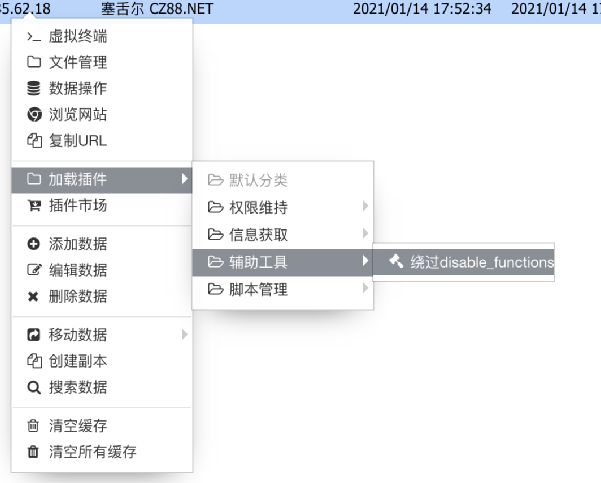 5.62.18 塞舌尔 CZ88.NET 2021/01/14 17:52:34 2021/01/14 1
虚拟终端
文件管理
数据操作
浏览网站
复制URL
加载插件
插件市场
添加数据
编辑数据
删除数据
移动数据
创建副本
搜索数据
清空缓存
清空所有缓存
默认分类
权限维持
信息获取
辅助工具
脚本管理
绕过disable_functions